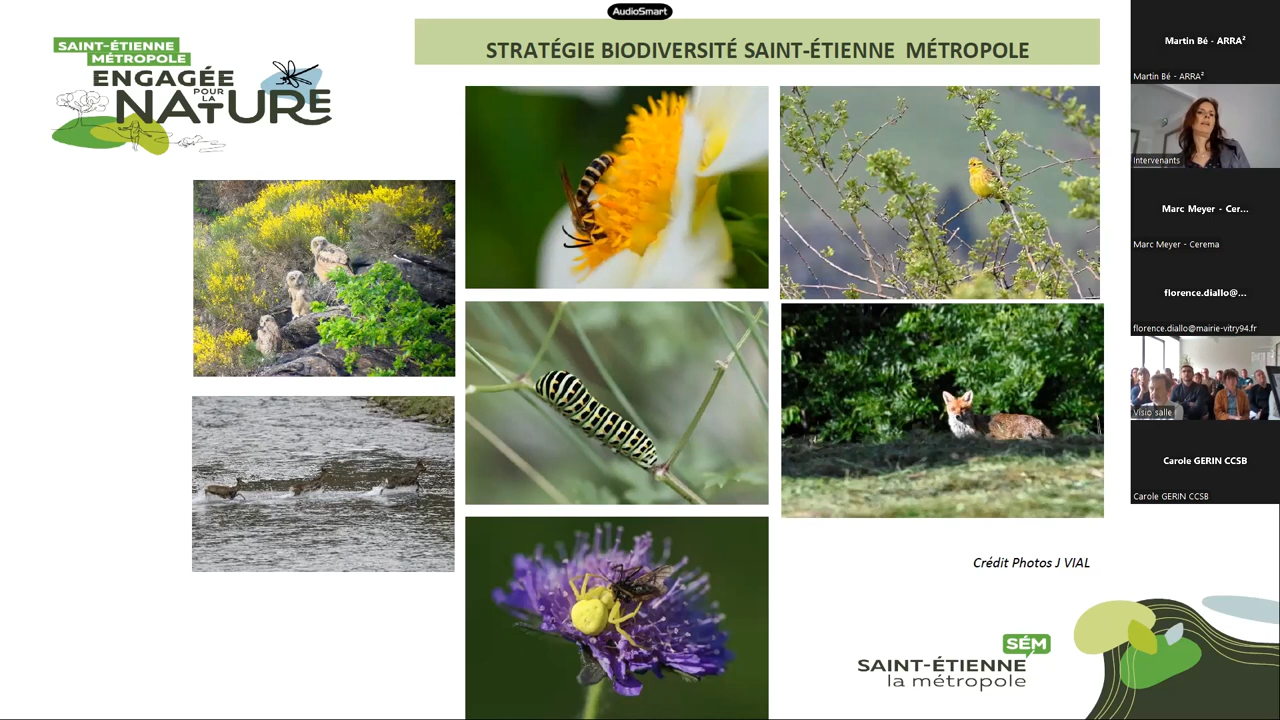 AudioSmart
SAINT-ÉTIENNE
MÉTROPOLE
ENGAGÉE
POUR
LA
NATURE
STRATÉGIE BIODIVERSITÉ SAINT-ÉTIENNE MÉTROPOLE
Crédit Photos J VIAL
SÉM
SAINT-ÉTIENNE
la métropole
Martin Bé - ARRA²
Martin Bé - ARRA²
Intervenants
Marc Meyer - Cer...
Marc Meyer - Cerema
florence.diallo@...
florence.diallo@mairie-vitry94.fr
Visio salle
Carole GERIN CCSB
Carole GERIN CCSB